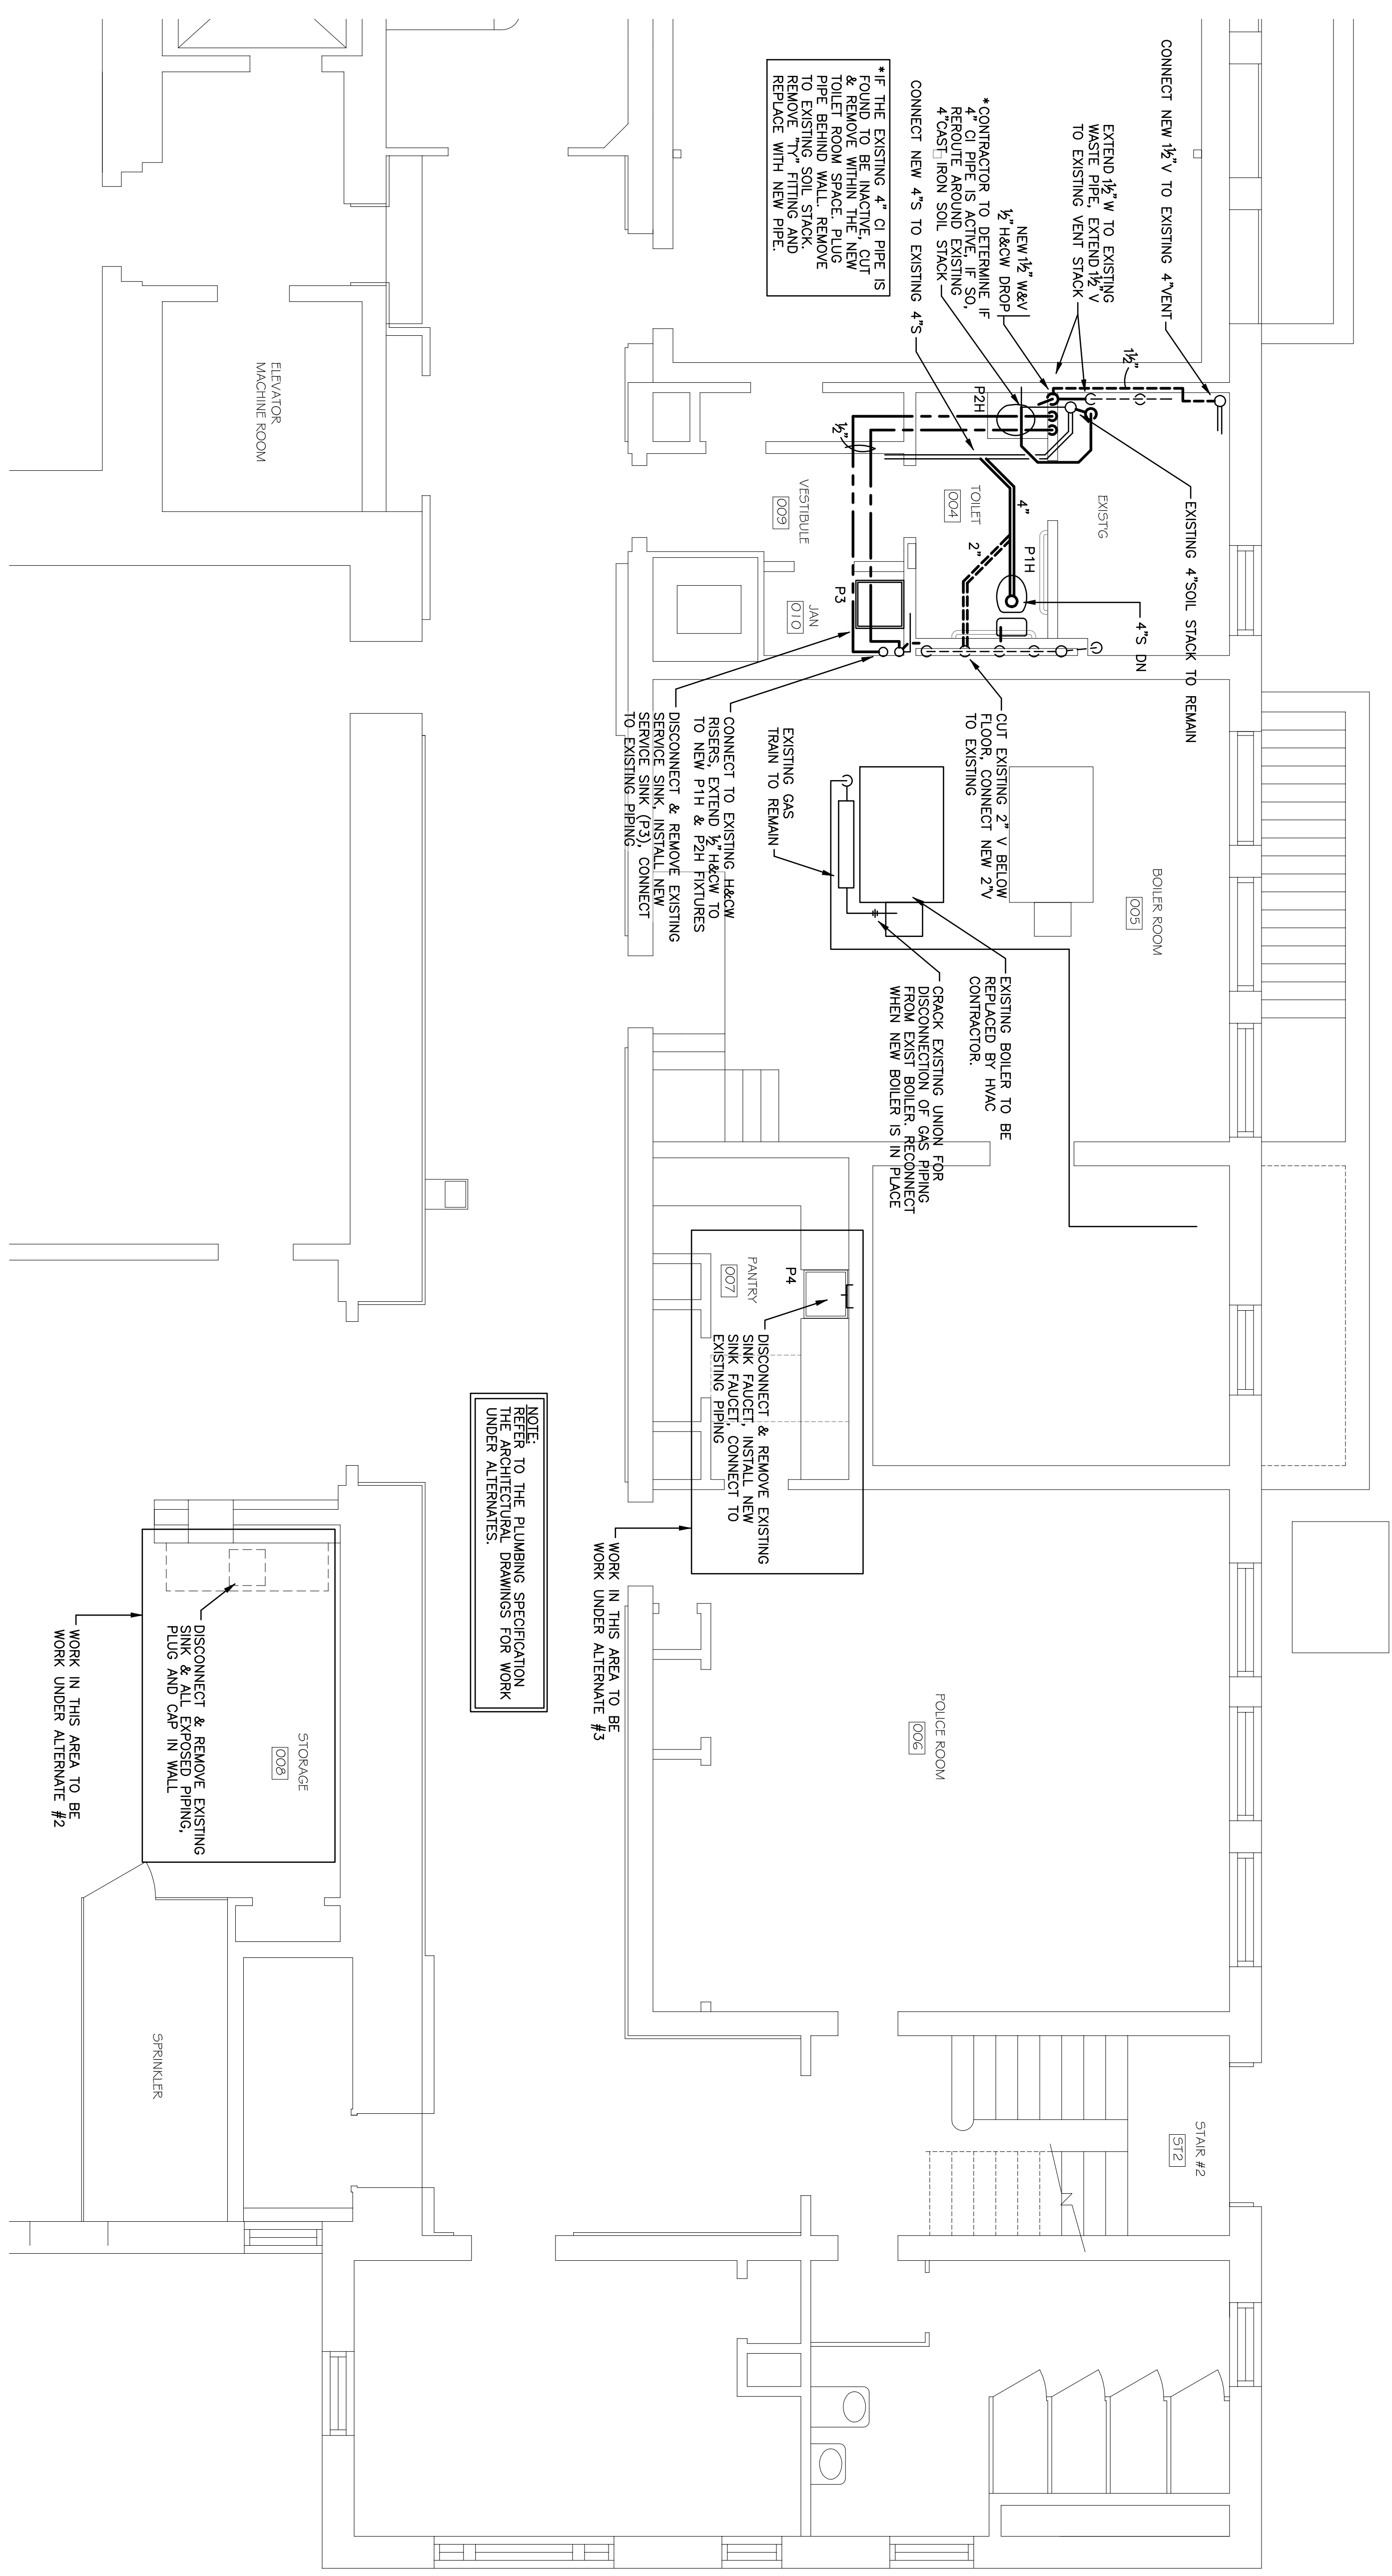 CONNECT NEW 1½"V TO EXISTING 4"VENT
EXTEND 1½"W TO EXISTING
WASTE PIPE, EXTEND 1½"V
TO EXISTING VENT STACK
NEW 1½" W&V
½" H&CW DROP
*CONTRACTOR TO DETERMINE IF
4" CI PIPE IS ACTIVE, IF SO,
REROUTE AROUND EXISTING
4"CAST IRON SOIL STACK
CONNECT NEW 4"S TO EXISTING 4"S
*IF THE EXISTING 4" CI PIPE IS
FOUND TO BE INACTIVE, CUT
& REMOVE WITHIN THE NEW
TOILET ROOM SPACE. PLUG
PIPE BEHIND WALL. REMOVE
TO EXISTING SOIL STACK.
REMOVE "TY" FITTING AND
REPLACE WITH NEW PIPE.
1½"
P2H
½"
EXISTING 4"SOIL STACK TO REMAIN
EXIST'G
TOILET
004
4"
2"
P1H
4"S DN
VESTIBULE
009
P3
JAN
010
ELEVATOR
MACHINE ROOM
CUT EXISTING 2" V BELOW
FLOOR, CONNECT NEW 2"V
TO EXISTING
EXISTING GAS
TRAIN TO REMAIN
CONNECT TO EXISTING H&CW
RISERS, EXTEND ½" H&CW TO
TO NEW P1H & P2H FIXTURES
DISCONNECT & REMOVE EXISTING
SERVICE SINK, INSTALL NEW
SERVICE SINK (P3), CONNECT
TO EXISTING PIPING
BOILER ROOM
005
EXISTING BOILER TO BE
REPLACED BY HVAC
CONTRACTOR.
CRACK EXISTING UNION FOR
DISCONNECTION OF GAS PIPING
FROM EXIST BOILER. RECONNECT
WHEN NEW BOILER IS IN PLACE
P4
PANTRY
007
DISCONNECT & REMOVE EXISTING
SINK FAUCET, INSTALL NEW
SINK FAUCET, CONNECT TO
EXISTING PIPING
WORK IN THIS AREA TO BE
WORK UNDER ALTERNATE #3
NOTE:
REFER TO THE PLUMBING SPECIFICATION
THE ARCHITECTURAL DRAWINGS FOR WORK
UNDER ALTERNATES.
POLICE ROOM
006
STORAGE
008
DISCONNECT & REMOVE EXISTING
SINK & ALL EXPOSED PIPING,
PLUG AND CAP IN WALL
WORK IN THIS AREA TO BE
WORK UNDER ALTERNATE #2
SPRINKLER
STAIR #2
ST2